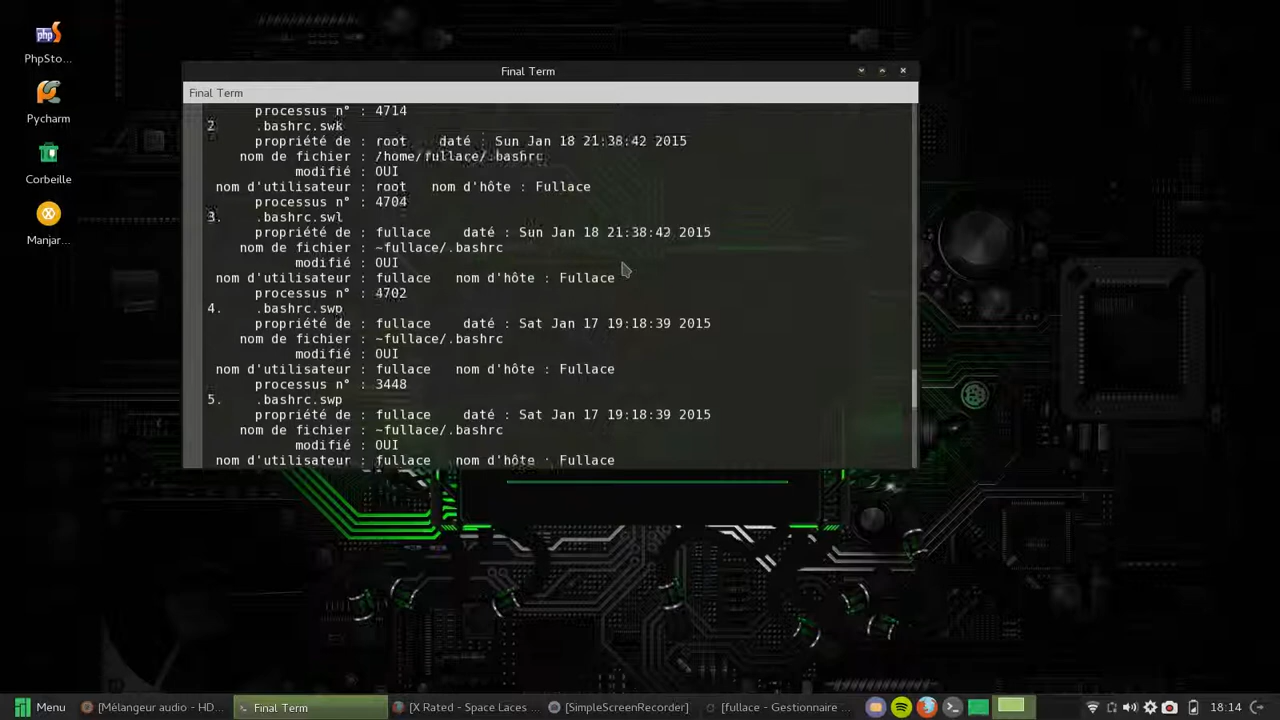 PhpSto...
Pycharm
Corbeille
Manjar...
Final Term
Final Term
processus n° : 4714
2 .bashrc.swk
propriété de : root daté : Sun Jan 18 21:38:42 2015
nom de fichier : /home/fullace/.bashrc
modifié : OUI
nom d'utilisateur : root nom d'hôte : Fullace
processus n° : 4704
3. .bashrc.swl
propriété de : fullace daté : Sun Jan 18 21:38:42 2015
nom de fichier : ~fullace/.bashrc
modifié : OUI
nom d'utilisateur : fullace nom d'hôte : Fullace
processus n° : 4702
4. .bashrc.swp
propriété de : fullace daté : Sat Jan 17 19:18:39 2015
nom de fichier : ~fullace/.bashrc
modifié : OUI
nom d'utilisateur : fullace nom d'hôte : Fullace
processus n° : 3448
5. .bashrc.swp
propriété de : fullace daté : Sat Jan 17 19:18:39 2015
nom de fichier : ~fullace/.bashrc
modifié : OUI
nom d'utilisateur : fullace nom d'hôte : Fullace
Menu [Mélangeur audio - HD... Final Term [X Rated - Space Laces ... [SimpleScreenRecorder] [fullace - Gestionnaire ... 18:14